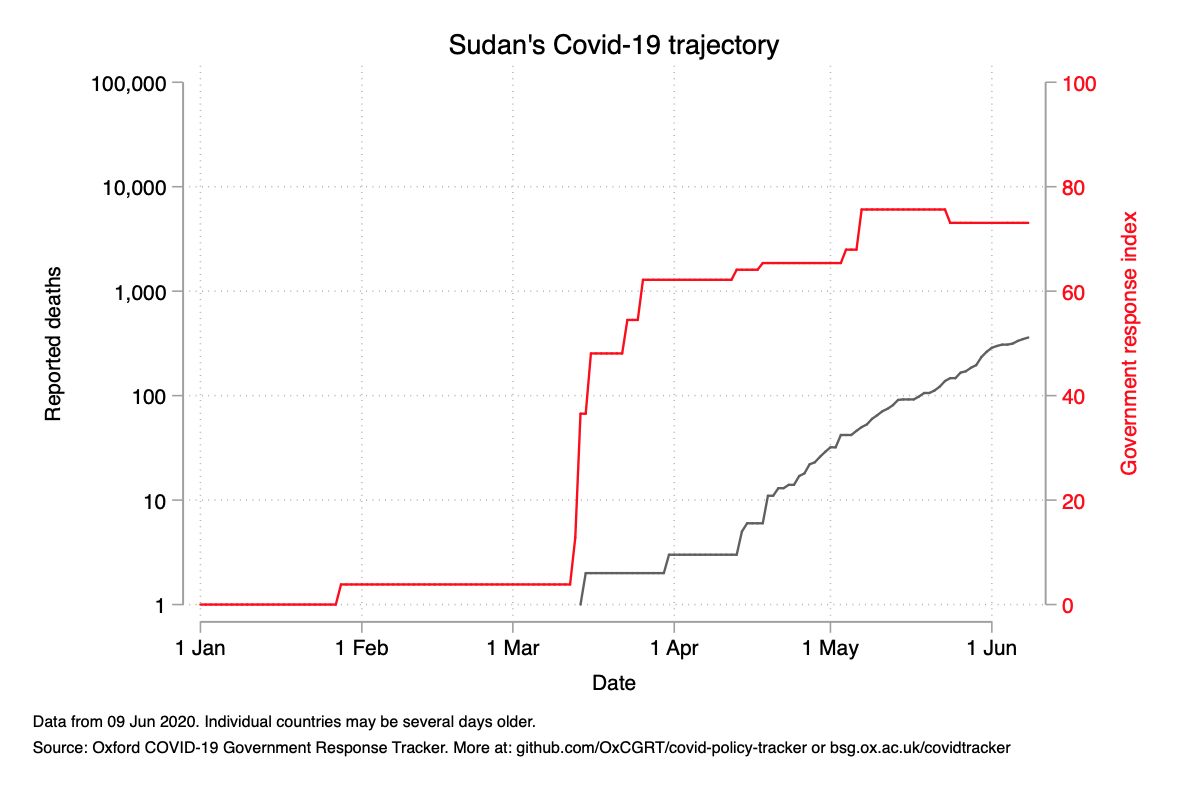 Sudan's Covid-19 trajectory
100,000
10,000
1,000
100
10
1
Reported deaths
100
80
60
40
20
0
Government response index
1 Jan
1 Feb
1 Mar
1 Apr
1 May
1 Jun
Date
Data from 09 Jun 2020. Individual countries may be several days older.
Source: Oxford COVID-19 Government Response Tracker. More at: github.com/OxCGRT/covid-policy-tracker or bsg.ox.ac.uk/covidtracker